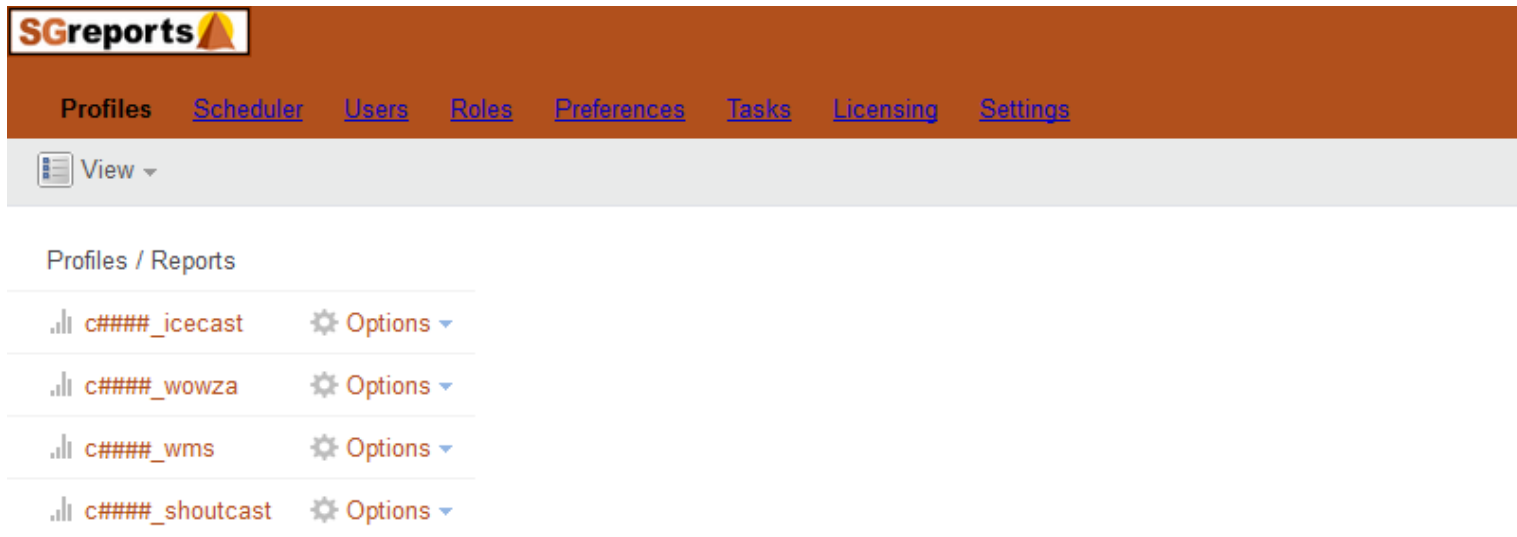 SGreports
Profiles Scheduler Users Roles Preferences Tasks Licensing Settings
View
Profiles / Reports
c####_icecast Options
c####_wowza Options
c####_wms Options
c####_shoutcast Options